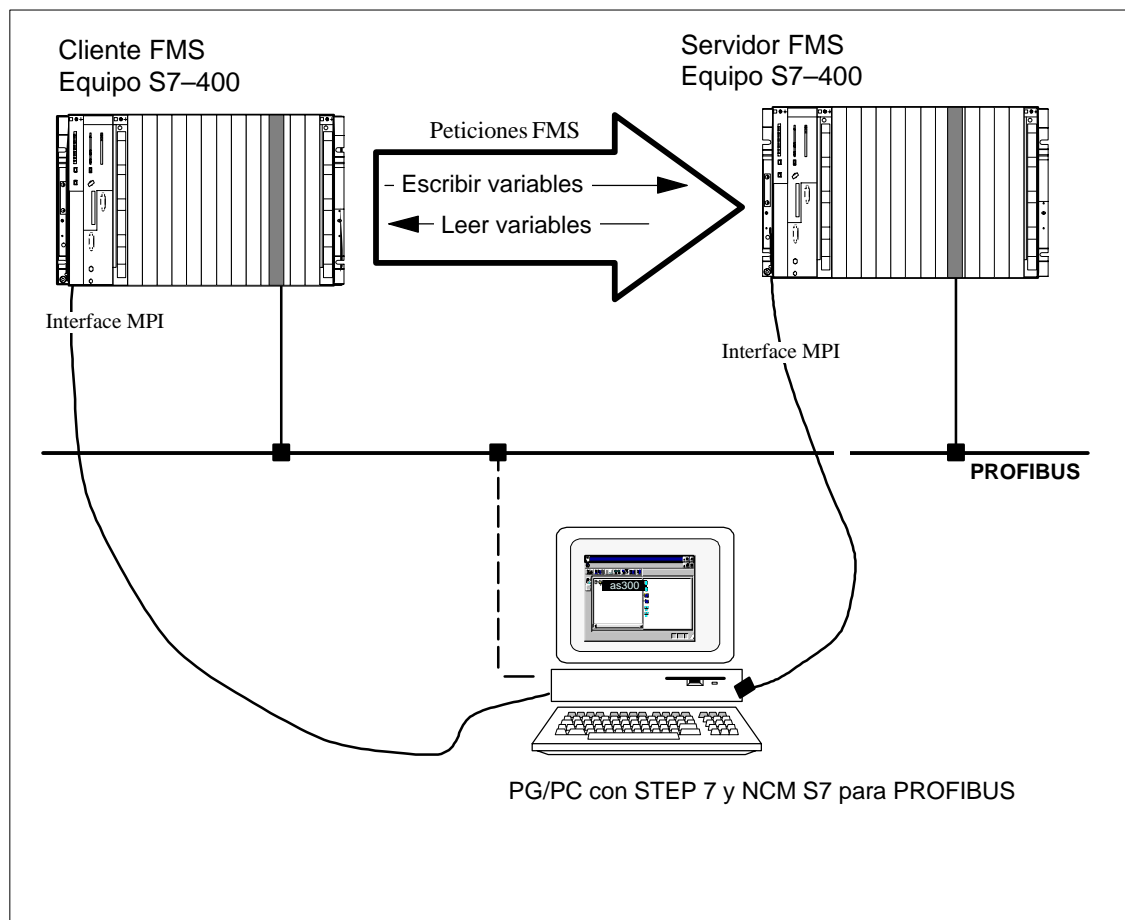 Cliente FMS
Equipo S7–400
Servidor FMS
Equipo S7–400
Peticiones FMS
Escribir variables
Leer variables
Interface MPI
Interface MPI
PROFIBUS
as300
PG/PC con STEP 7 y NCM S7 para PROFIBUS